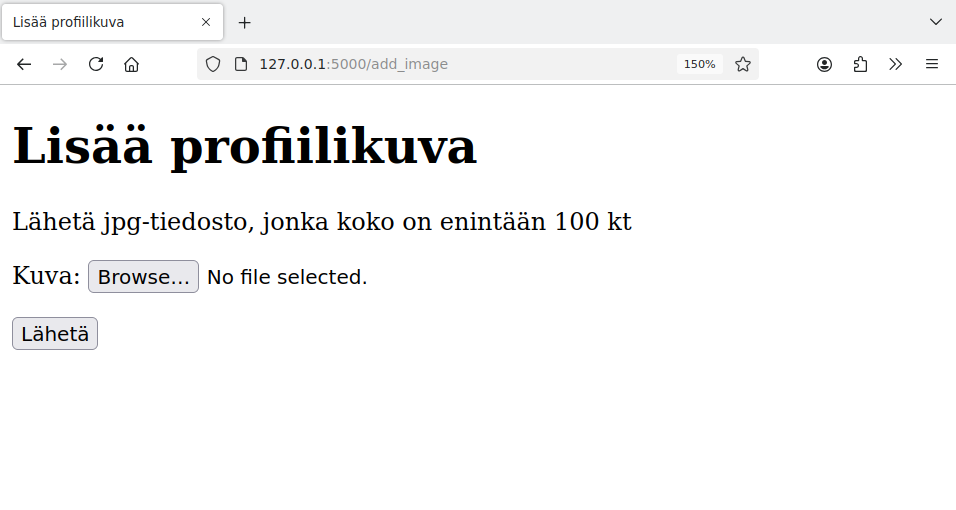 Lisää profiilikuva
127.0.0.1:5000/add_image
150%
Lisää profiilikuva
Lähetä jpg-tiedosto, jonka koko on enintään 100 kt
Kuva: Browse... No file selected.
Lähetä